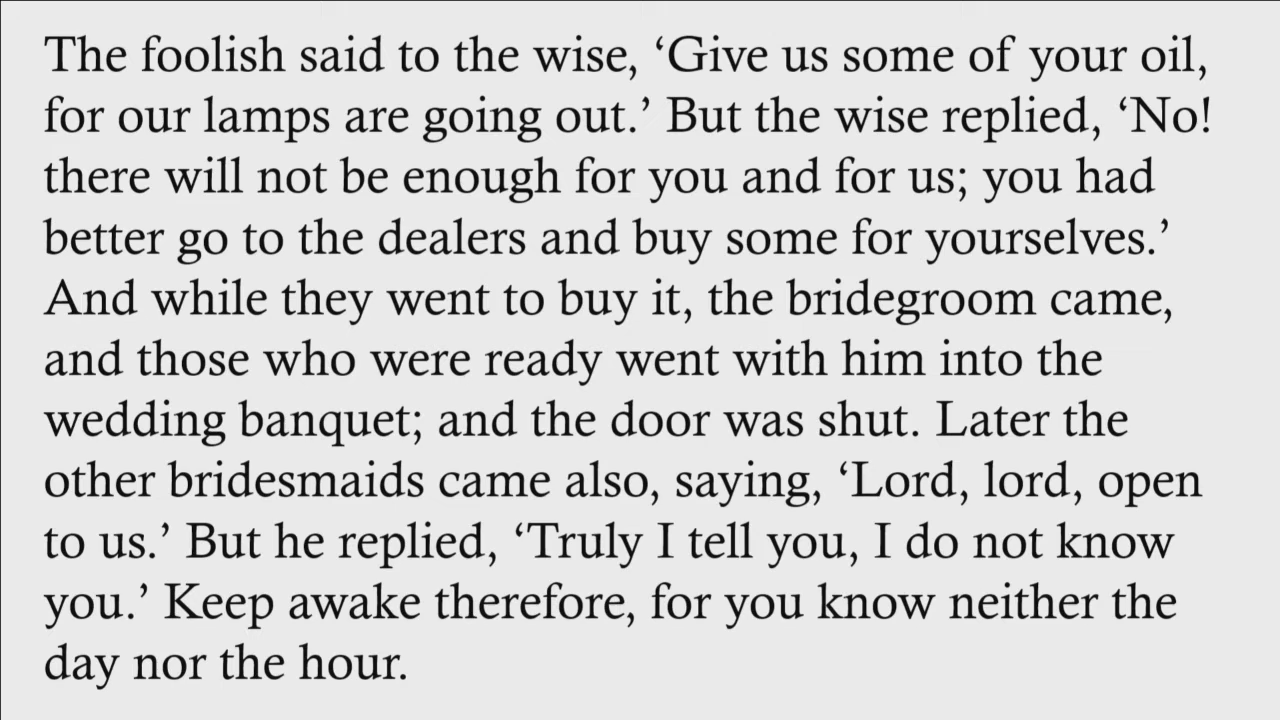 The foolish said to the wise, ‘Give us some of your oil,
for our lamps are going out.’ But the wise replied, ‘No!
there will not be enough for you and for us; you had
better go to the dealers and buy some for yourselves.’
And while they went to buy it, the bridegroom came,
and those who were ready went with him into the
wedding banquet; and the door was shut. Later the
other bridesmaids came also, saying, ‘Lord, lord, open
to us.’ But he replied, ‘Truly I tell you, I do not know
you.’ Keep awake therefore, for you know neither the
day nor the hour.